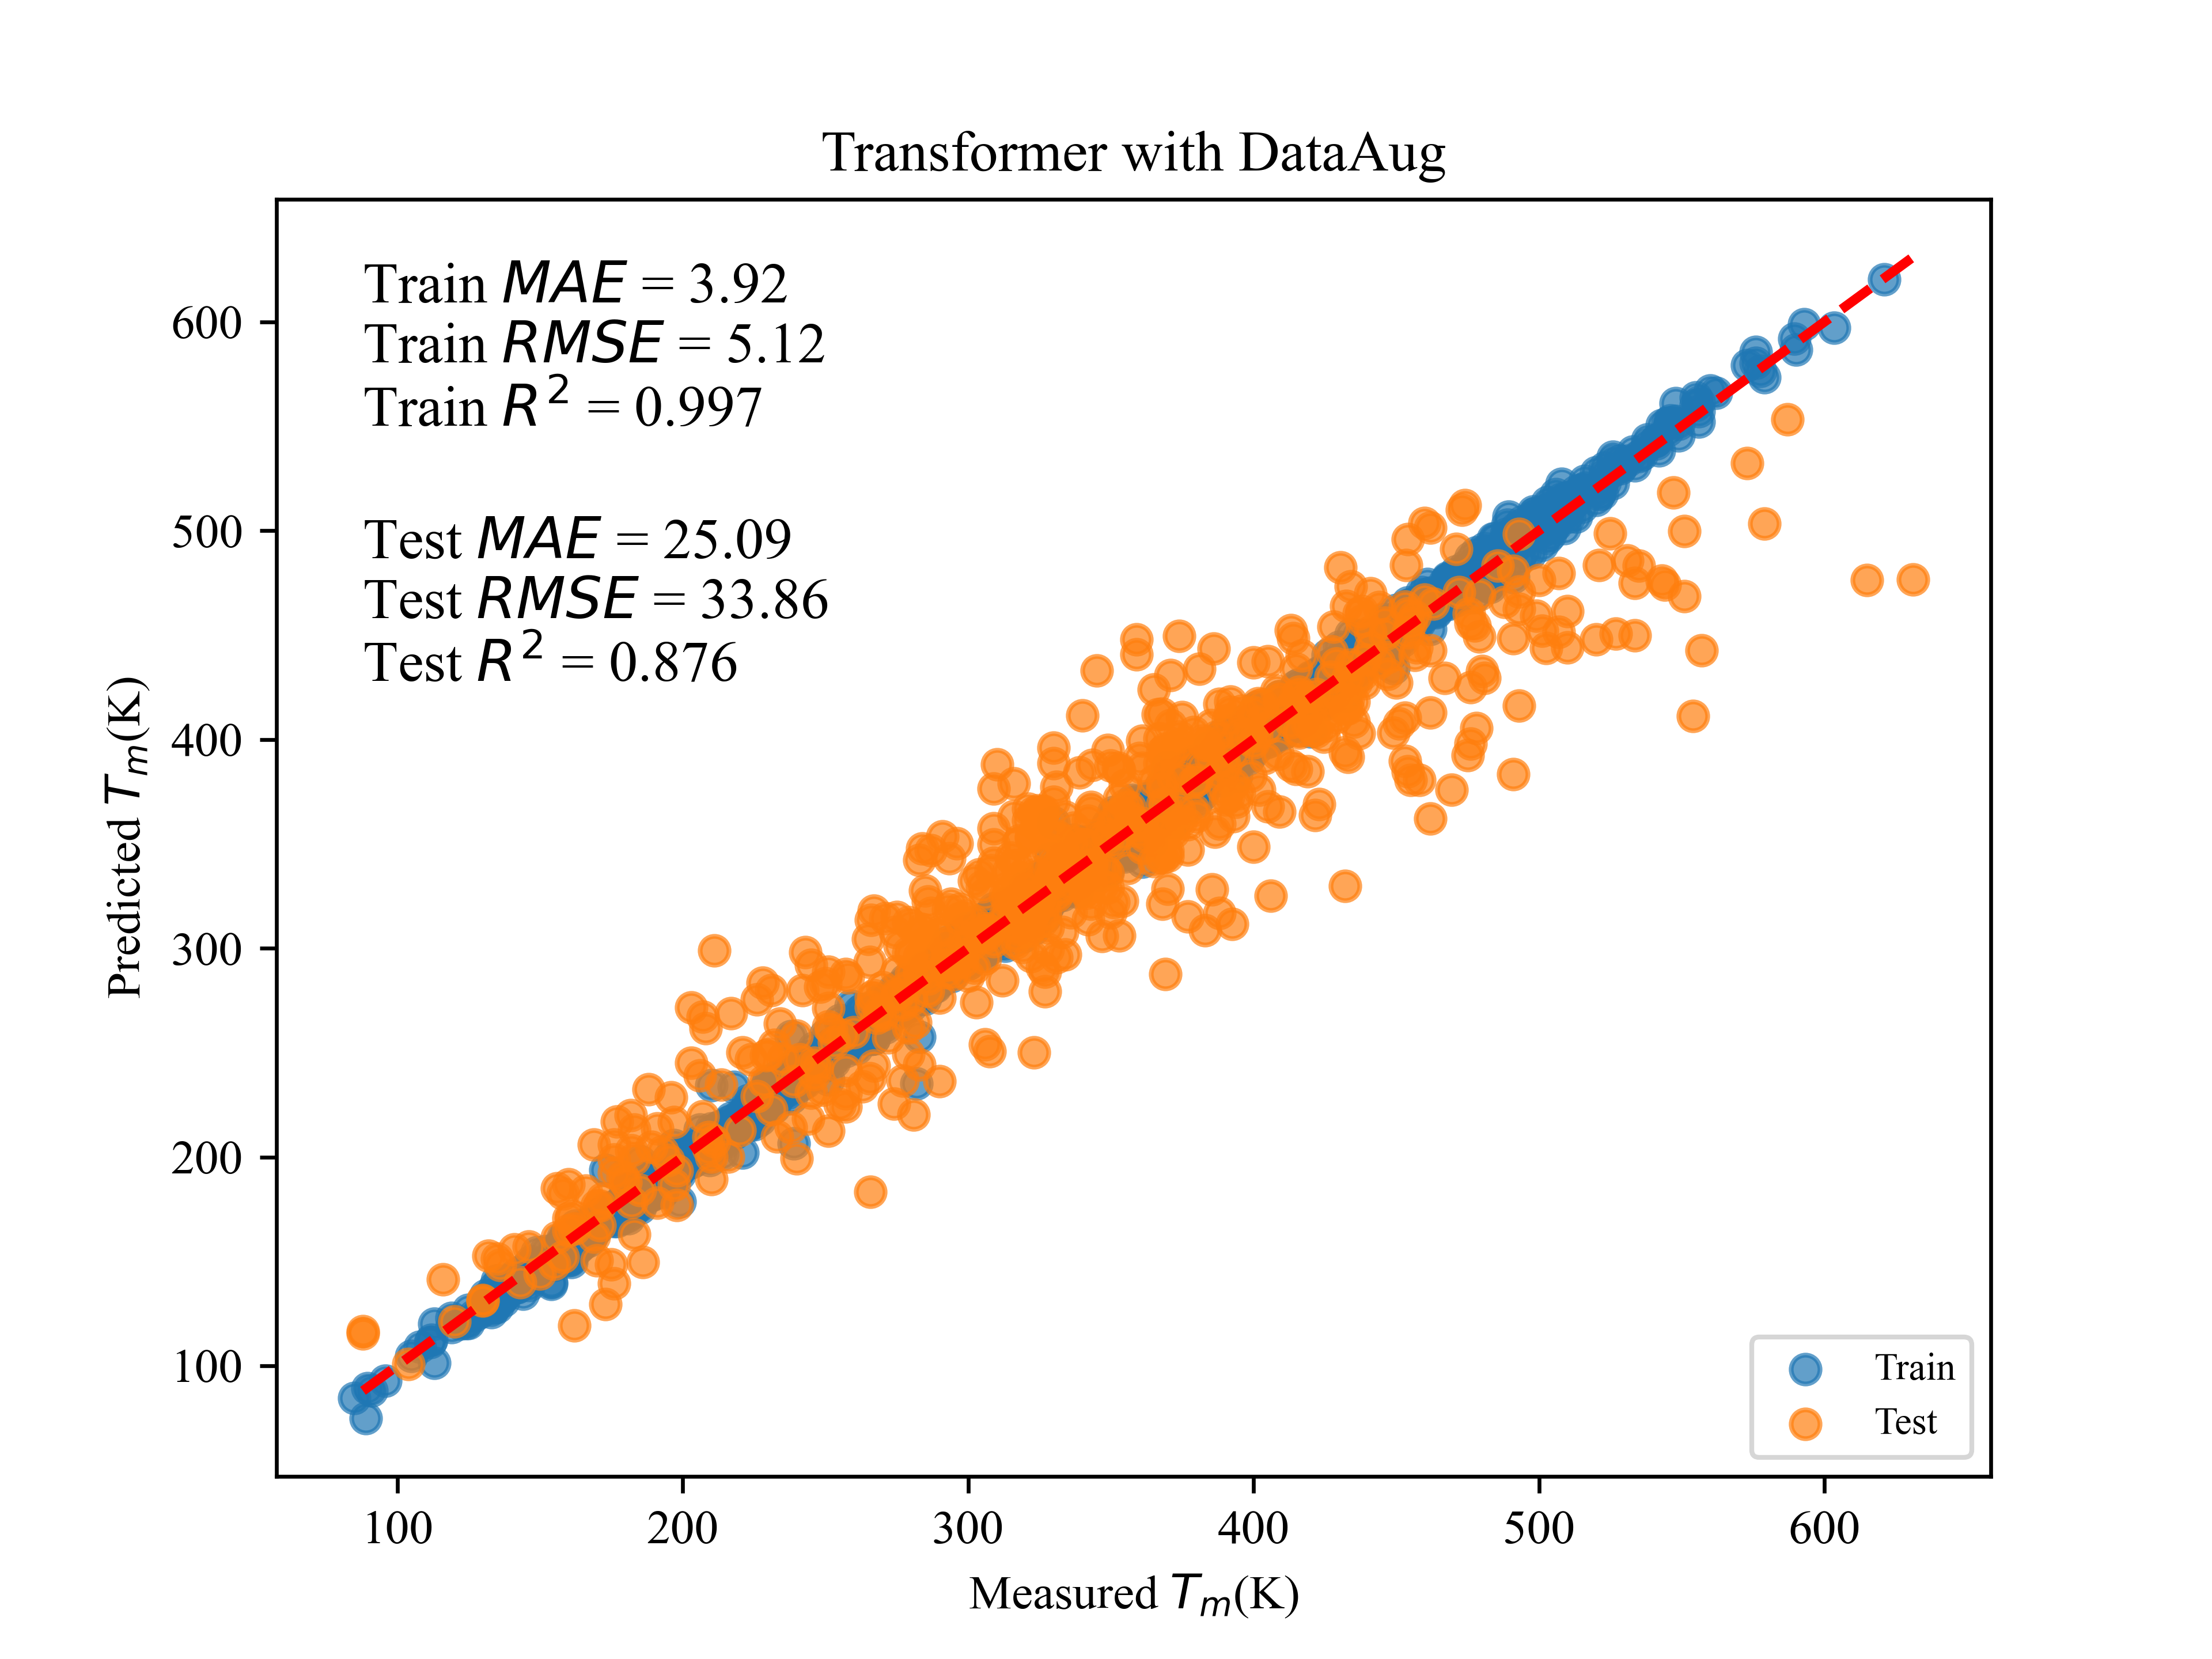 Transformer with DataAug
Train MAE = 3.92
Train RMSE = 5.12
Train R² = 0.997
Test MAE = 25.09
Test RMSE = 33.86
Test R² = 0.876
Predicted Tₘ(K)
600
500
400
300
200
100
Train
Test
100 200 300 400 500 600
Measured Tₘ(K)